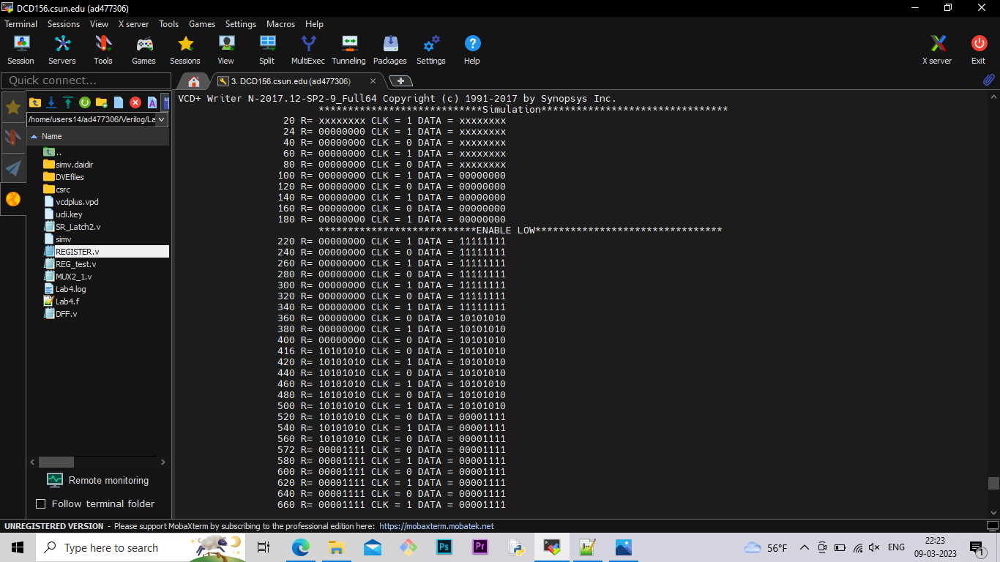 DCD156.csun.edu (ad477306)
Terminal Sessions View X server Tools Games Settings Macros Help
Session Servers Tools Games Sessions View Split MultiExec Tunneling Packages Settings Help X server Exit
Quick connect...
3. DCD156.csun.edu (ad477306)
/home/users14/ad477306/Verilog/La
Name
..
simv.daidir
DVEfiles
csrc
vcdplus.vpd
ucli.key
SR_Latch2.v
simv
REGISTER.v
REG_test.v
MUX2_1.v
Lab4.log
Lab4.f
DFF.v
Remote monitoring
Follow terminal folder
VCD+ Writer N-2017.12-SP2-9_Full64 Copyright (c) 1991-2017 by Synopsys Inc.
****************************Simulation********************************
20 R= xxxxxxxx CLK = 1 DATA = xxxxxxxx
24 R= 00000000 CLK = 1 DATA = xxxxxxxx
40 R= 00000000 CLK = 0 DATA = xxxxxxxx
60 R= 00000000 CLK = 1 DATA = xxxxxxxx
80 R= 00000000 CLK = 0 DATA = xxxxxxxx
100 R= 00000000 CLK = 1 DATA = 00000000
120 R= 00000000 CLK = 0 DATA = 00000000
140 R= 00000000 CLK = 1 DATA = 00000000
160 R= 00000000 CLK = 0 DATA = 00000000
180 R= 00000000 CLK = 1 DATA = 00000000
***************************ENABLE LOW********************************
220 R= 00000000 CLK = 1 DATA = 11111111
240 R= 00000000 CLK = 0 DATA = 11111111
260 R= 00000000 CLK = 1 DATA = 11111111
280 R= 00000000 CLK = 0 DATA = 11111111
300 R= 00000000 CLK = 1 DATA = 11111111
320 R= 00000000 CLK = 0 DATA = 11111111
340 R= 00000000 CLK = 1 DATA = 11111111
360 R= 00000000 CLK = 0 DATA = 10101010
380 R= 00000000 CLK = 1 DATA = 10101010
400 R= 00000000 CLK = 0 DATA = 10101010
416 R= 10101010 CLK = 0 DATA = 10101010
420 R= 10101010 CLK = 1 DATA = 10101010
440 R= 10101010 CLK = 0 DATA = 10101010
460 R= 10101010 CLK = 1 DATA = 10101010
480 R= 10101010 CLK = 0 DATA = 10101010
500 R= 10101010 CLK = 1 DATA = 10101010
520 R= 10101010 CLK = 0 DATA = 00001111
540 R= 10101010 CLK = 1 DATA = 00001111
560 R= 10101010 CLK = 0 DATA = 00001111
572 R= 00001111 CLK = 0 DATA = 00001111
580 R= 00001111 CLK = 1 DATA = 00001111
600 R= 00001111 CLK = 0 DATA = 00001111
620 R= 00001111 CLK = 1 DATA = 00001111
640 R= 00001111 CLK = 0 DATA = 00001111
660 R= 00001111 CLK = 1 DATA = 00001111
UNREGISTERED VERSION - Please support MobaXterm by subscribing to the professional edition here: https://mobaxterm.mobatek.net
Type here to search
Ps
Pr
56°F
ENG
22:23
09-03-2023
1